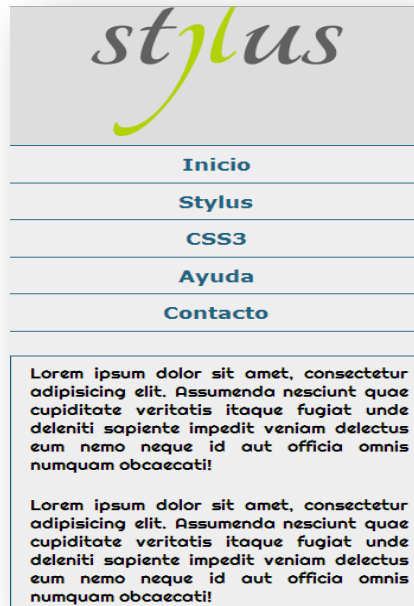 stylus
Inicio
Stylus
CSS3
Ayuda
Contacto
Lorem ipsum dolor sit amet, consectetur
adipisicing elit. Assumenda nesciunt quae
cupiditate veritatis itaque fugiat unde
deleniti sapiente impedit veniam delectus
eum nemo neque id aut officia omnis
numquam obcaecati!
Lorem ipsum dolor sit amet, consectetur
adipisicing elit. Assumenda nesciunt quae
cupiditate veritatis itaque fugiat unde
deleniti sapiente impedit veniam delectus
eum nemo neque id aut officia omnis
numquam obcaecati!